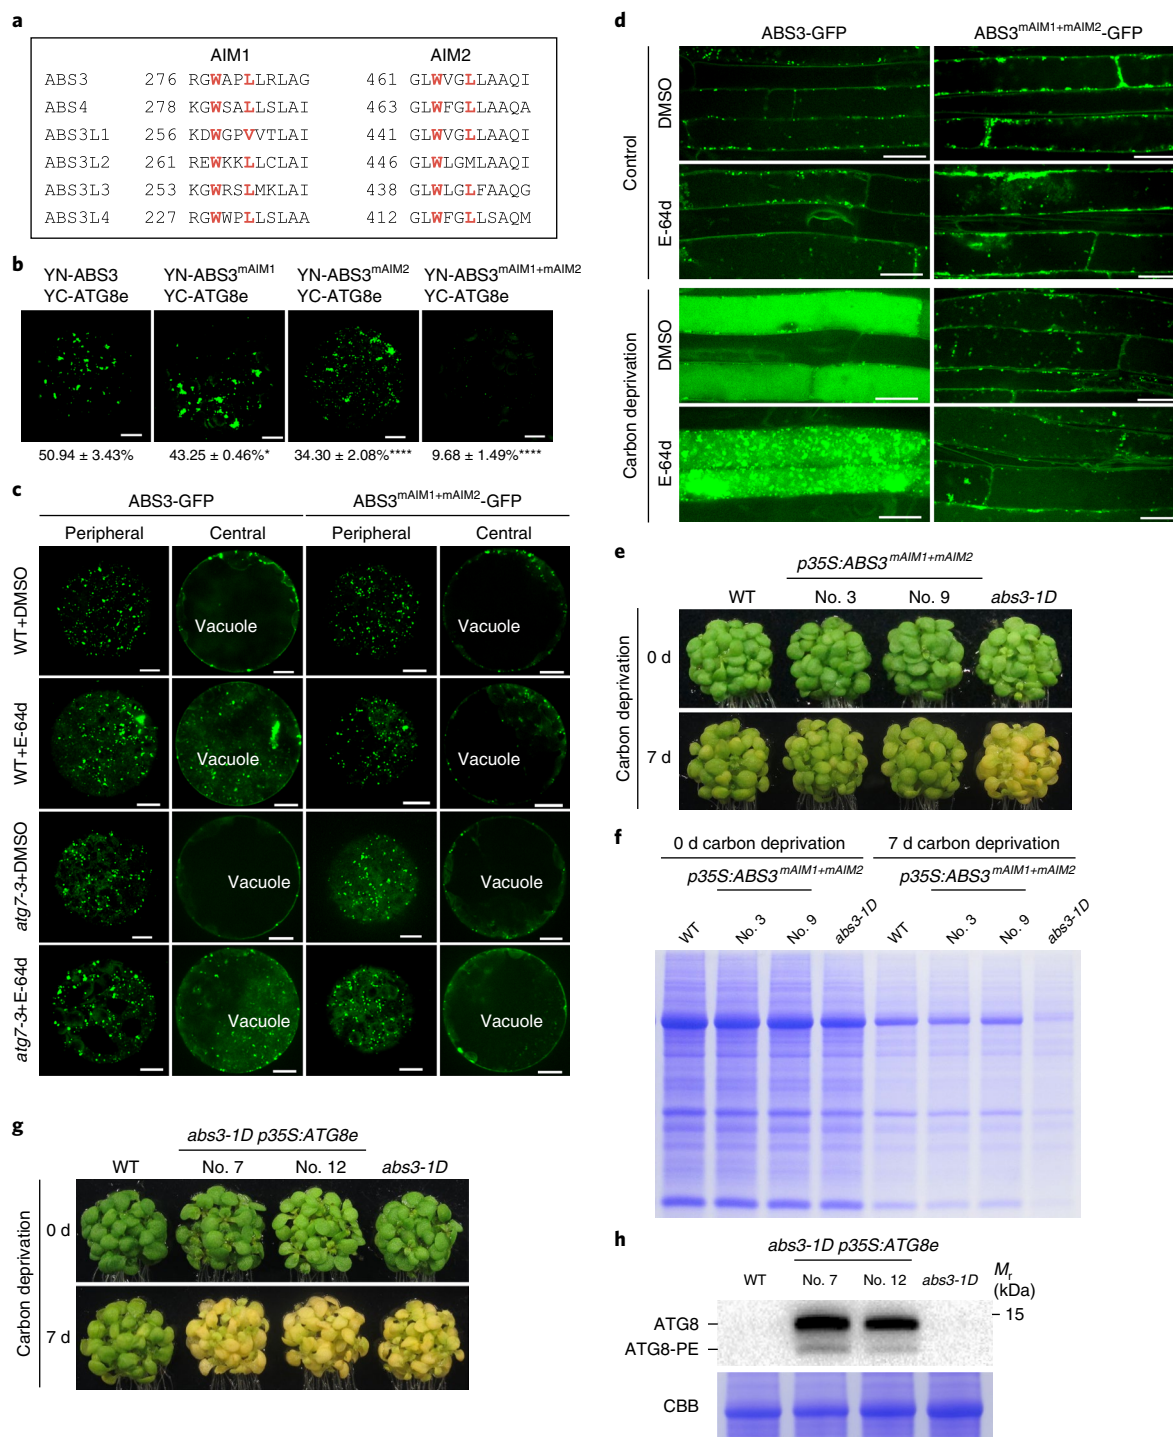 a
AIM1 AIM2
ABS3 276 RGWAPLLRLAG 461 GLWVGLLAAQI
ABS4 278 KGWSALLSLAI 463 GLWFGLLAAQA
ABS3L1 256 KDWGPVVTLAI 441 GLWVGLLAAQI
ABS3L2 261 REWKKLLCLAI 446 GLWLGMLAAQI
ABS3L3 253 KGWRSLMKLAI 438 GLWLGLFAAQG
ABS3L4 227 RGWWPLLSLAA 412 GLWFGLLSAQM
b
YN-ABS3 YN-ABS3mAIM1 YN-ABS3mAIM2 YN-ABS3mAIM1+mAIM2
YC-ATG8e YC-ATG8e YC-ATG8e YC-ATG8e
50.94 ± 3.43% 43.25 ± 0.46%* 34.30 ± 2.08%**** 9.68 ± 1.49%****
c
ABS3-GFP ABS3mAIM1+mAIM2-GFP
Peripheral Central Peripheral Central
WT+DMSO
Vacuole Vacuole
WT+E-64d
Vacuole Vacuole
atg7-3+DMSO
Vacuole Vacuole
atg7-3+E-64d
Vacuole Vacuole
d
ABS3-GFP ABS3mAIM1+mAIM2-GFP
Control
DMSO
E-64d
Carbon deprivation
DMSO
E-64d
e
p35S:ABS3mAIM1+mAIM2
WT No. 3 No. 9 abs3-1D
Carbon deprivation
0 d
7 d
f
0 d carbon deprivation 7 d carbon deprivation
p35S:ABS3mAIM1+mAIM2 p35S:ABS3mAIM1+mAIM2
WT No. 3 No. 9 abs3-1D WT No. 3 No. 9 abs3-1D
g
abs3-1D p35S:ATG8e
WT No. 7 No. 12 abs3-1D
Carbon deprivation
0 d
7 d
h
abs3-1D p35S:ATG8e
WT No. 7 No. 12 abs3-1D Mr
(kDa)
15
ATG8
ATG8-PE
CBB